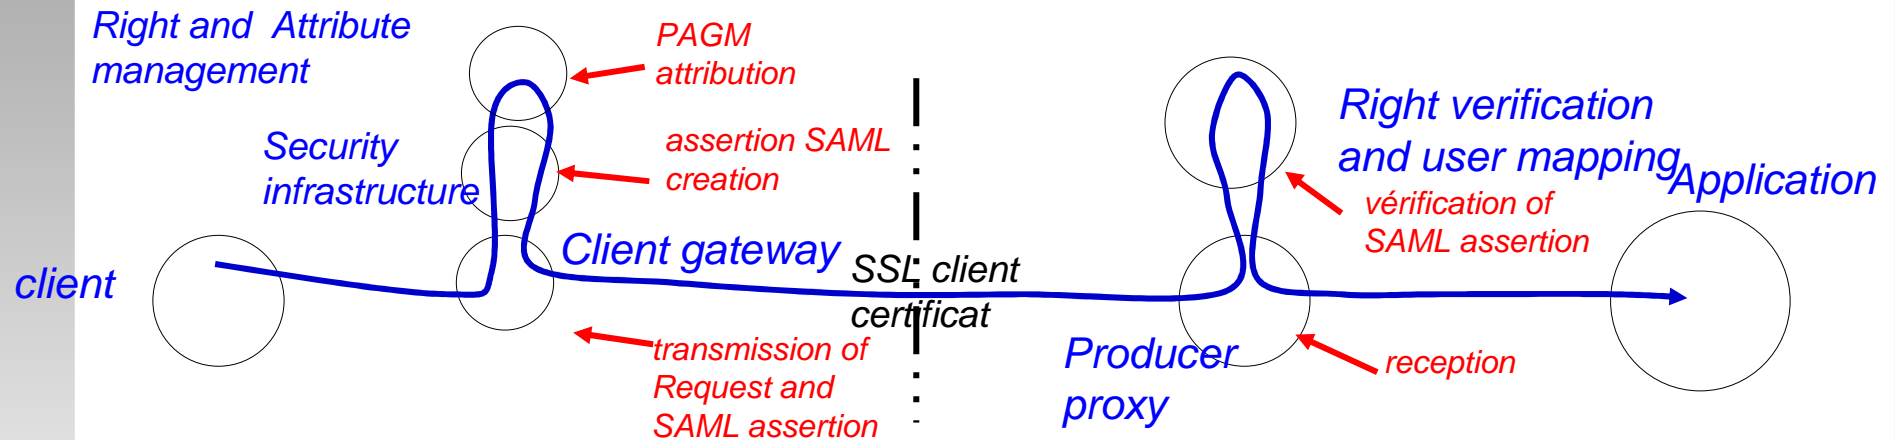 Right and Attribute
management
PAGM
attribution
Security
infrastructure
assertion SAML
creation
Right verification
and user mapping
Application
vérification of
SAML assertion
client
Client gateway
SSL client
certificat
transmission of
Request and
SAML assertion
Producer
proxy
reception